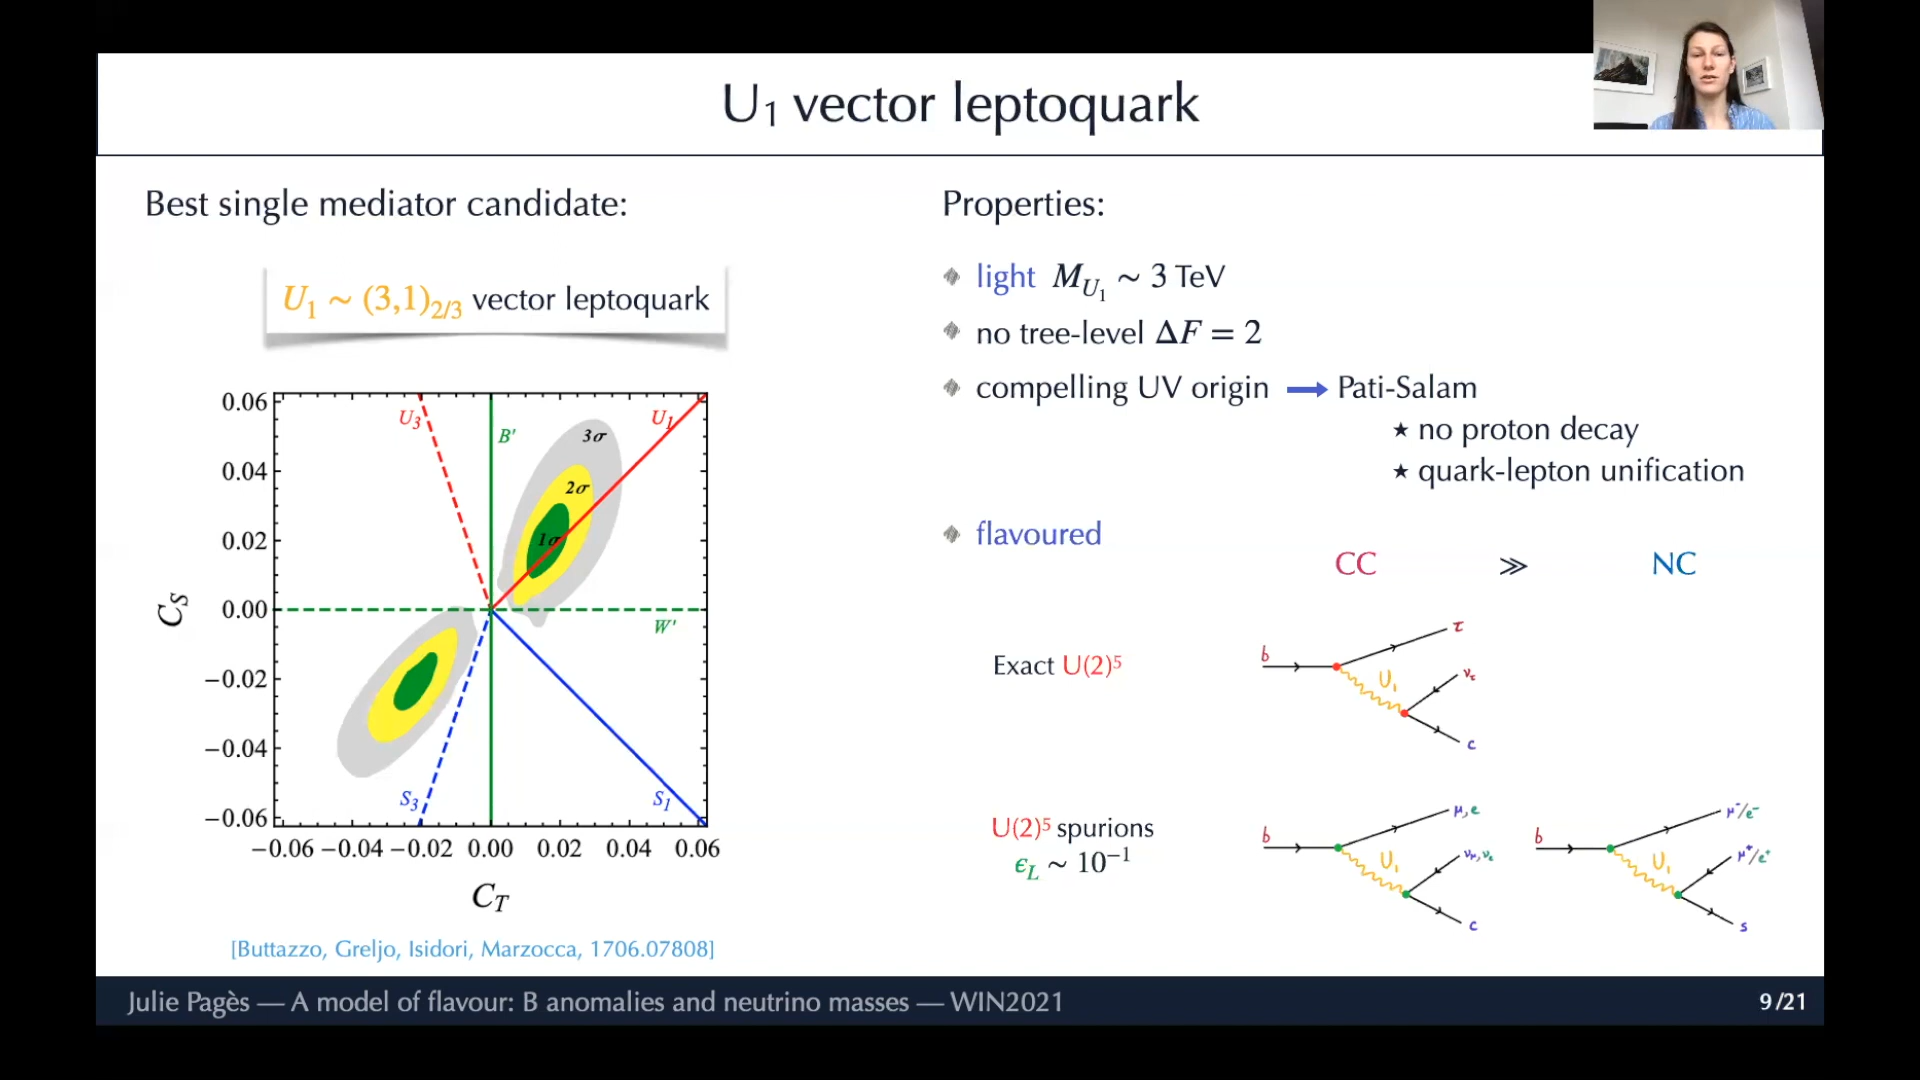 U₁ vector leptoquark
Best single mediator candidate:
U₁ ~ (3,1)₂/₃ vector leptoquark
0.06
0.04
0.02
0.00
−0.02
−0.04
−0.06
C_S
U₃
B′
3σ
U₁
2σ
1σ
W′
S₃
S₁
−0.06 −0.04 −0.02 0.00 0.02 0.04 0.06
C_T
[Buttazzo, Greljo, Isidori, Marzocca, 1706.07808]
Properties:
light M_U₁ ~ 3 TeV
no tree-level ΔF = 2
compelling UV origin → Pati-Salam
★ no proton decay
★ quark-lepton unification
flavoured
CC ≫ NC
Exact U(2)⁵
b
τ
U₁
ν_τ
c
U(2)⁵ spurions
ϵ_L ~ 10⁻¹
b
μ, e
U₁
ν_μ, ν_e
c
b
μ⁻/e⁻
U₁
μ⁺/e⁺
s
Julie Pagès — A model of flavour: B anomalies and neutrino masses — WIN2021
9/21